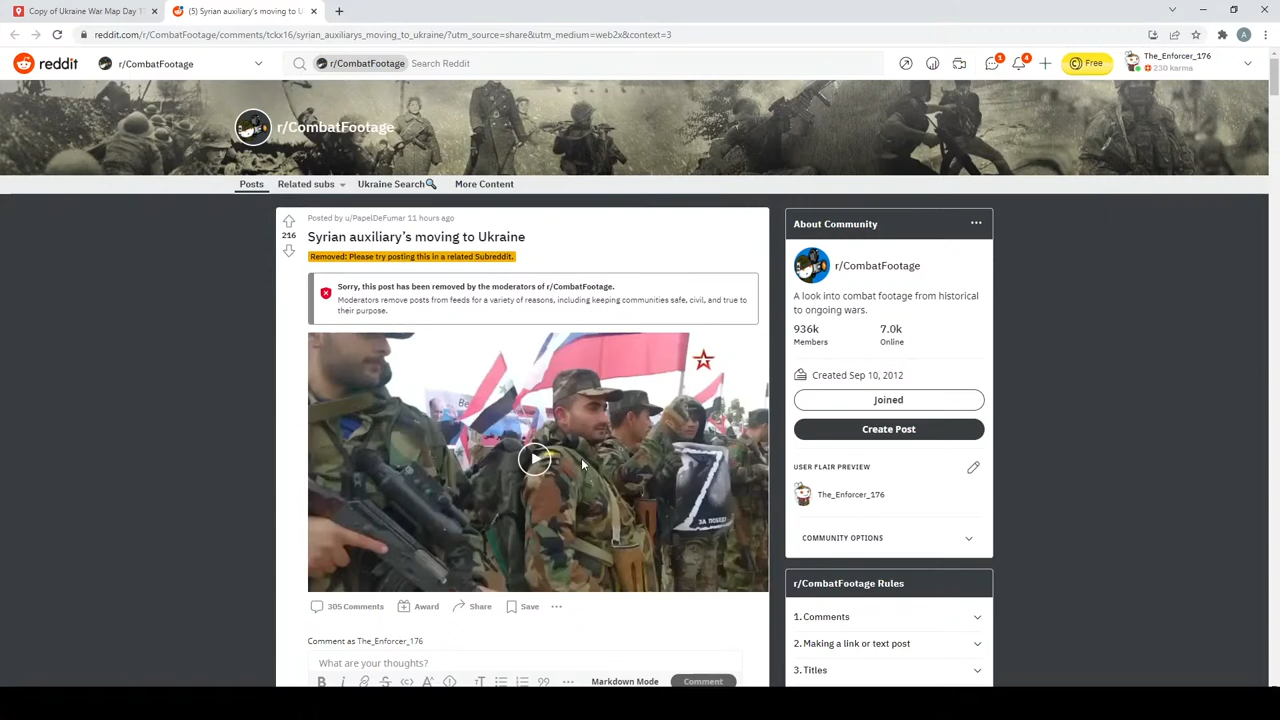 Copy of Ukraine War Map Day 1
(5) Syrian auxiliary's moving to U
reddit.com/r/CombatFootage/comments/tckx16/syrian_auxiliarys_moving_to_ukraine/?utm_source=share&utm_medium=web2x&context=3
A
reddit
r/CombatFootage
r/CombatFootage
Search Reddit
1
4
Free
The_Enforcer_176
230 karma
r/CombatFootage
Posts
Related subs
Ukraine Search🔍
More Content
Posted by u/PapelDeFumar 11 hours ago
216
Syrian auxiliary's moving to Ukraine
Removed: Please try posting this in a related Subreddit.
Sorry, this post has been removed by the moderators of r/CombatFootage.
Moderators remove posts from feeds for a variety of reasons, including keeping communities safe, civil, and true to
their purpose.
Z
ЗА ПОБЕДУ
305 Comments
Award
Share
Save
Comment as The_Enforcer_176
What are your thoughts?
Markdown Mode
Comment
About Community
r/CombatFootage
A look into combat footage from historical
to ongoing wars.
936k
7.0k
Members
Online
Created Sep 10, 2012
Joined
Create Post
USER FLAIR PREVIEW
The_Enforcer_176
COMMUNITY OPTIONS
r/CombatFootage Rules
1. Comments
2. Making a link or text post
3. Titles